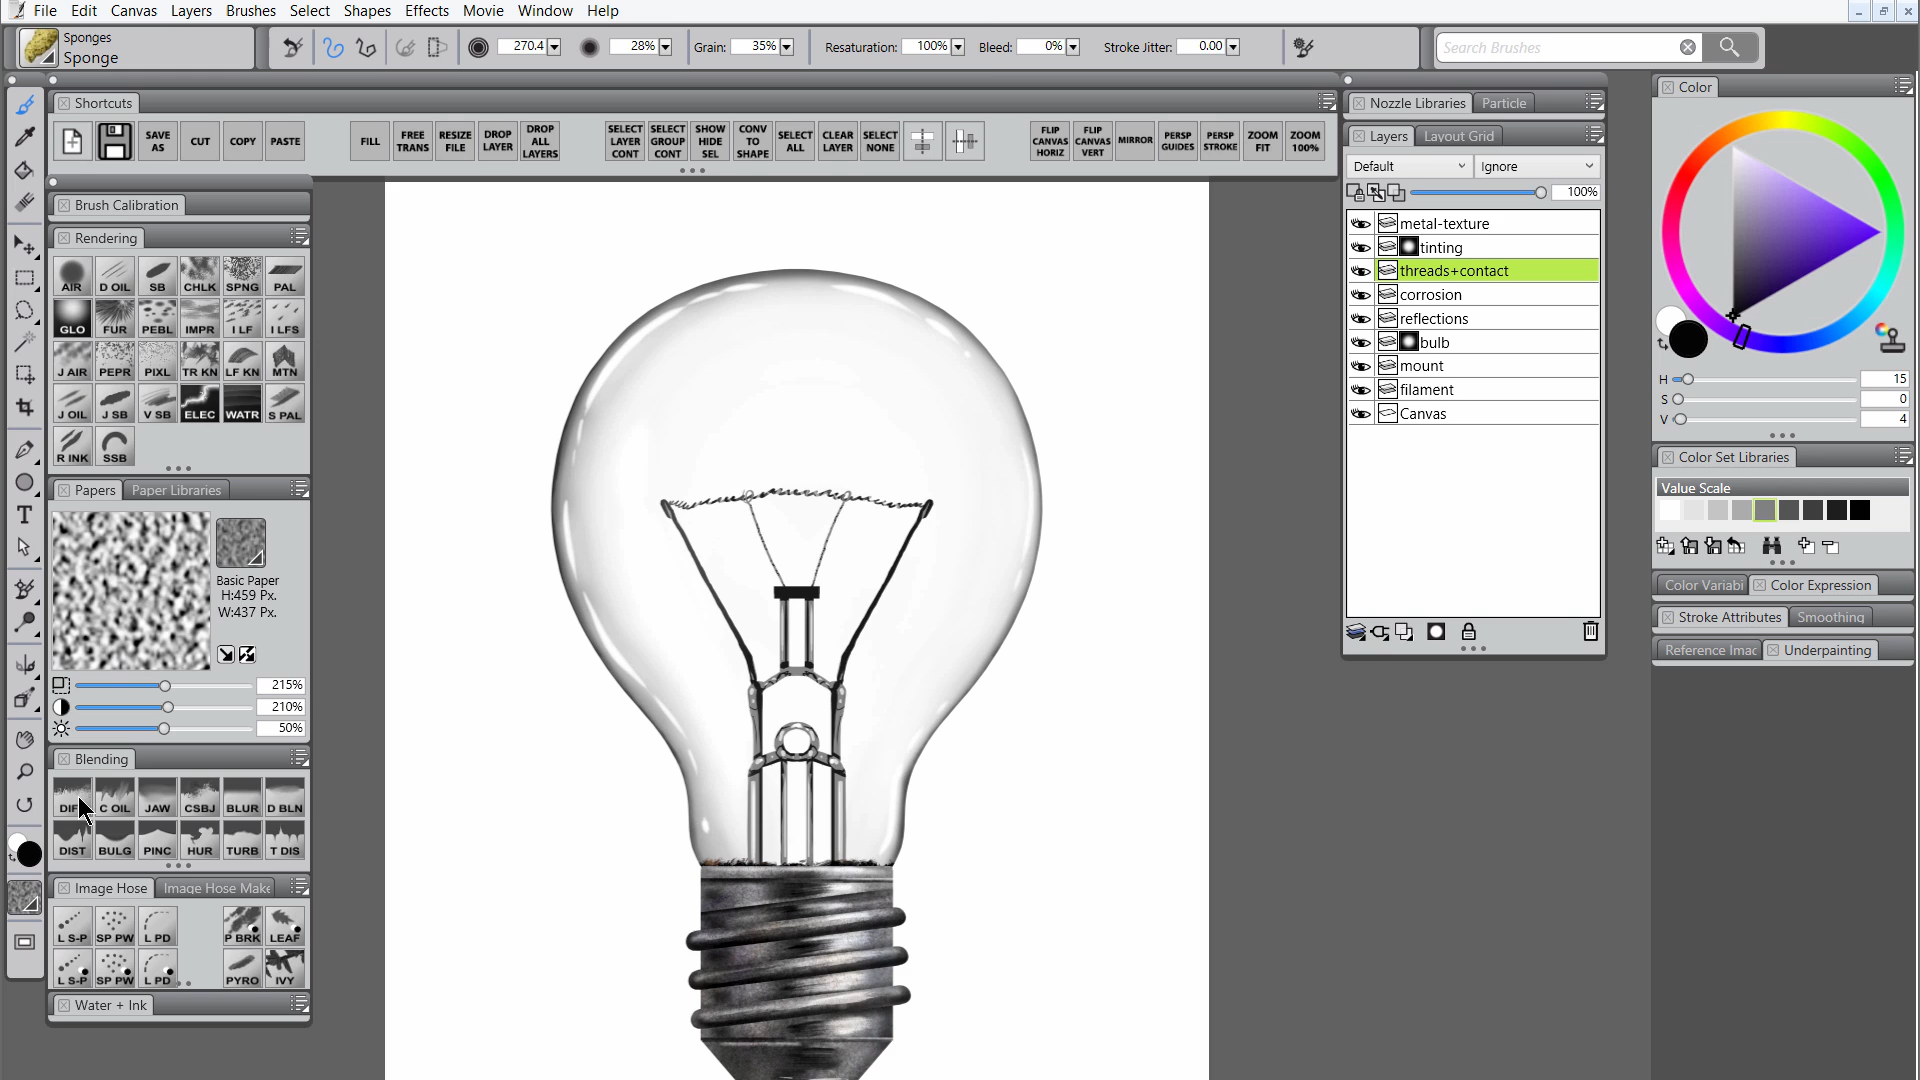 File Edit Canvas Layers Brushes Select Shapes Effects Movie Window Help
Sponges
Sponge
270.4 28% Grain: 35% Resaturation: 100% Bleed: 0% Stroke Jitter: 0.00 Search Brushes
Shortcuts
SAVE AS CUT COPY PASTE FILL FREE TRANS RESIZE FILE DROP LAYER DROP ALL LAYERS SELECT LAYER CONT SELECT GROUP CONT SHOW HIDE SEL CONV TO SHAPE SELECT ALL CLEAR LAYER SELECT NONE FLIP CANVAS HORIZ FLIP CANVAS VERT MIRROR PERSP GUIDES PERSP STROKE ZOOM FIT ZOOM 100%
Brush Calibration
Rendering
AIR D OIL SB CHLK SPNG PAL
GLO FUR PEBL IMPR I LF I LFS
J AIR PEPR PIXL TR KN LF KN MTN
J OIL J SB V SB ELEC WATR S PAL
R INK SSB
Papers Paper Libraries
Basic Paper
H:459 Px.
W:437 Px.
215%
210%
50%
Blending
C OIL JAW CSBJ BLUR D BLN
DIST BULG PINC HUR TURB T DIS
Image Hose Image Hose Make
L S-P SP PW L PD P BRK LEAF
L S-P SP PW L PD PYRO IVY
Water + Ink
Nozzle Libraries Particle
Layers Layout Grid
Default Ignore
100%
metal-texture
tinting
threads+contact
corrosion
reflections
bulb
mount
filament
Canvas
Color
H 15
S 0
V 4
Color Set Libraries
Value Scale
Color Variabi Color Expression
Stroke Attributes Smoothing
Reference Imac Underpainting